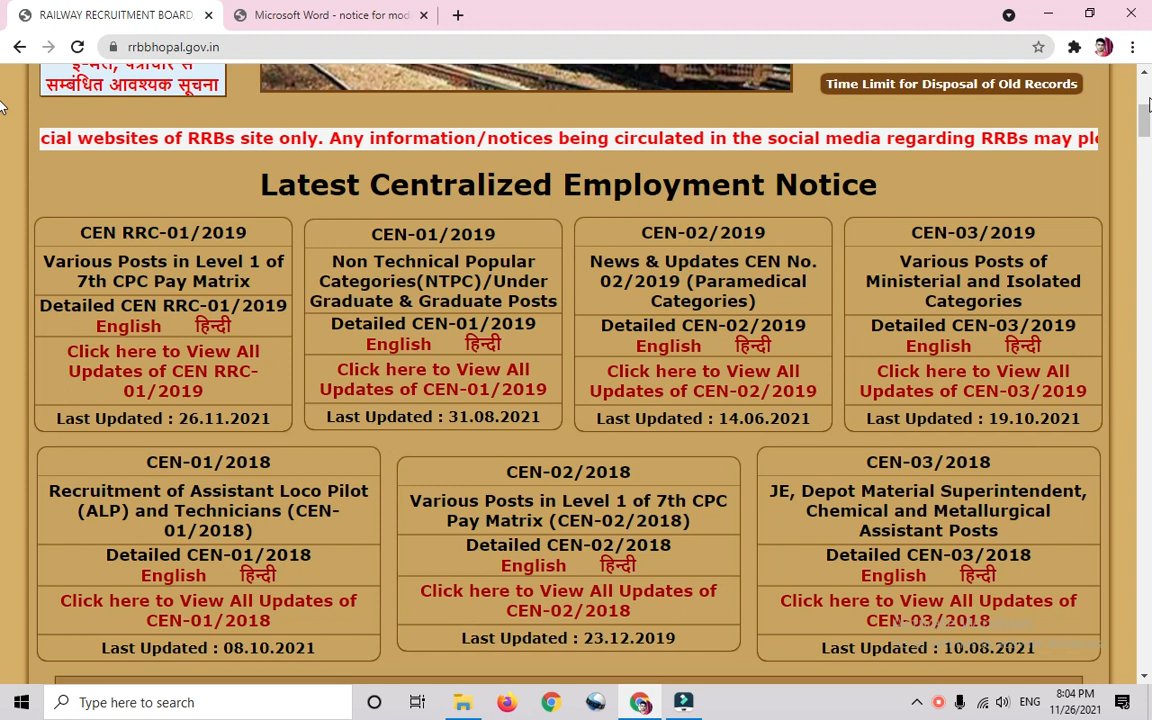 RAILWAY RECRUITMENT BOARD
Microsoft Word - notice for mod
rrbbhopal.gov.in
सम्बंधित आवश्यक सूचना
Time Limit for Disposal of Old Records
cial websites of RRBs site only. Any information/notices being circulated in the social media regarding RRBs may ple
Latest Centralized Employment Notice
CEN RRC-01/2019
Various Posts in Level 1 of
7th CPC Pay Matrix
Detailed CEN RRC-01/2019
English हिन्दी
Click here to View All
Updates of CEN RRC-
01/2019
Last Updated : 26.11.2021
CEN-01/2019
Non Technical Popular
Categories(NTPC)/Under
Graduate & Graduate Posts
Detailed CEN-01/2019
English हिन्दी
Click here to View All
Updates of CEN-01/2019
Last Updated : 31.08.2021
CEN-02/2019
News & Updates CEN No.
02/2019 (Paramedical
Categories)
Detailed CEN-02/2019
English हिन्दी
Click here to View All
Updates of CEN-02/2019
Last Updated : 14.06.2021
CEN-03/2019
Various Posts of
Ministerial and Isolated
Categories
Detailed CEN-03/2019
English हिन्दी
Click here to View All
Updates of CEN-03/2019
Last Updated : 19.10.2021
CEN-01/2018
Recruitment of Assistant Loco Pilot
(ALP) and Technicians (CEN-
01/2018)
Detailed CEN-01/2018
English हिन्दी
Click here to View All Updates of
CEN-01/2018
Last Updated : 08.10.2021
CEN-02/2018
Various Posts in Level 1 of 7th CPC
Pay Matrix (CEN-02/2018)
Detailed CEN-02/2018
English हिन्दी
Click here to View All Updates of
CEN-02/2018
Last Updated : 23.12.2019
CEN-03/2018
JE, Depot Material Superintendent,
Chemical and Metallurgical
Assistant Posts
Detailed CEN-03/2018
English हिन्दी
Click here to View All Updates of
CEN-03/2018
Last Updated : 10.08.2021
Type here to search
ENG
8:04 PM
11/26/2021